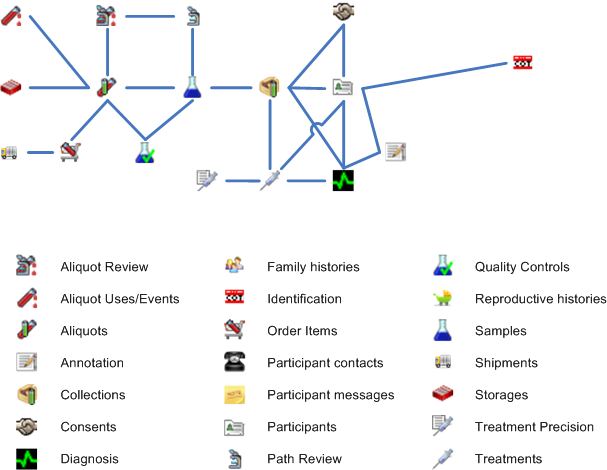 Aliquot Review
Family histories
Quality Controls
Aliquot Uses/Events
Identification
Reproductive histories
Aliquots
Order Items
Samples
Annotation
Participant contacts
Shipments
Collections
Participant messages
Storages
Consents
Participants
Treatment Precision
Diagnosis
Path Review
Treatments